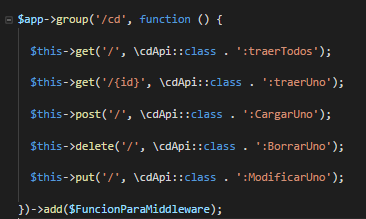 $app->group('/cd', function () {
$this->get('/', \cdApi::class . ':traerTodos');
$this->get('/{id}', \cdApi::class . ':traerUno');
$this->post('/', \cdApi::class . ':CargarUno');
$this->delete('/', \cdApi::class . ':BorrarUno');
$this->put('/', \cdApi::class . ':ModificarUno');
})->add($FuncionParaMiddleware);